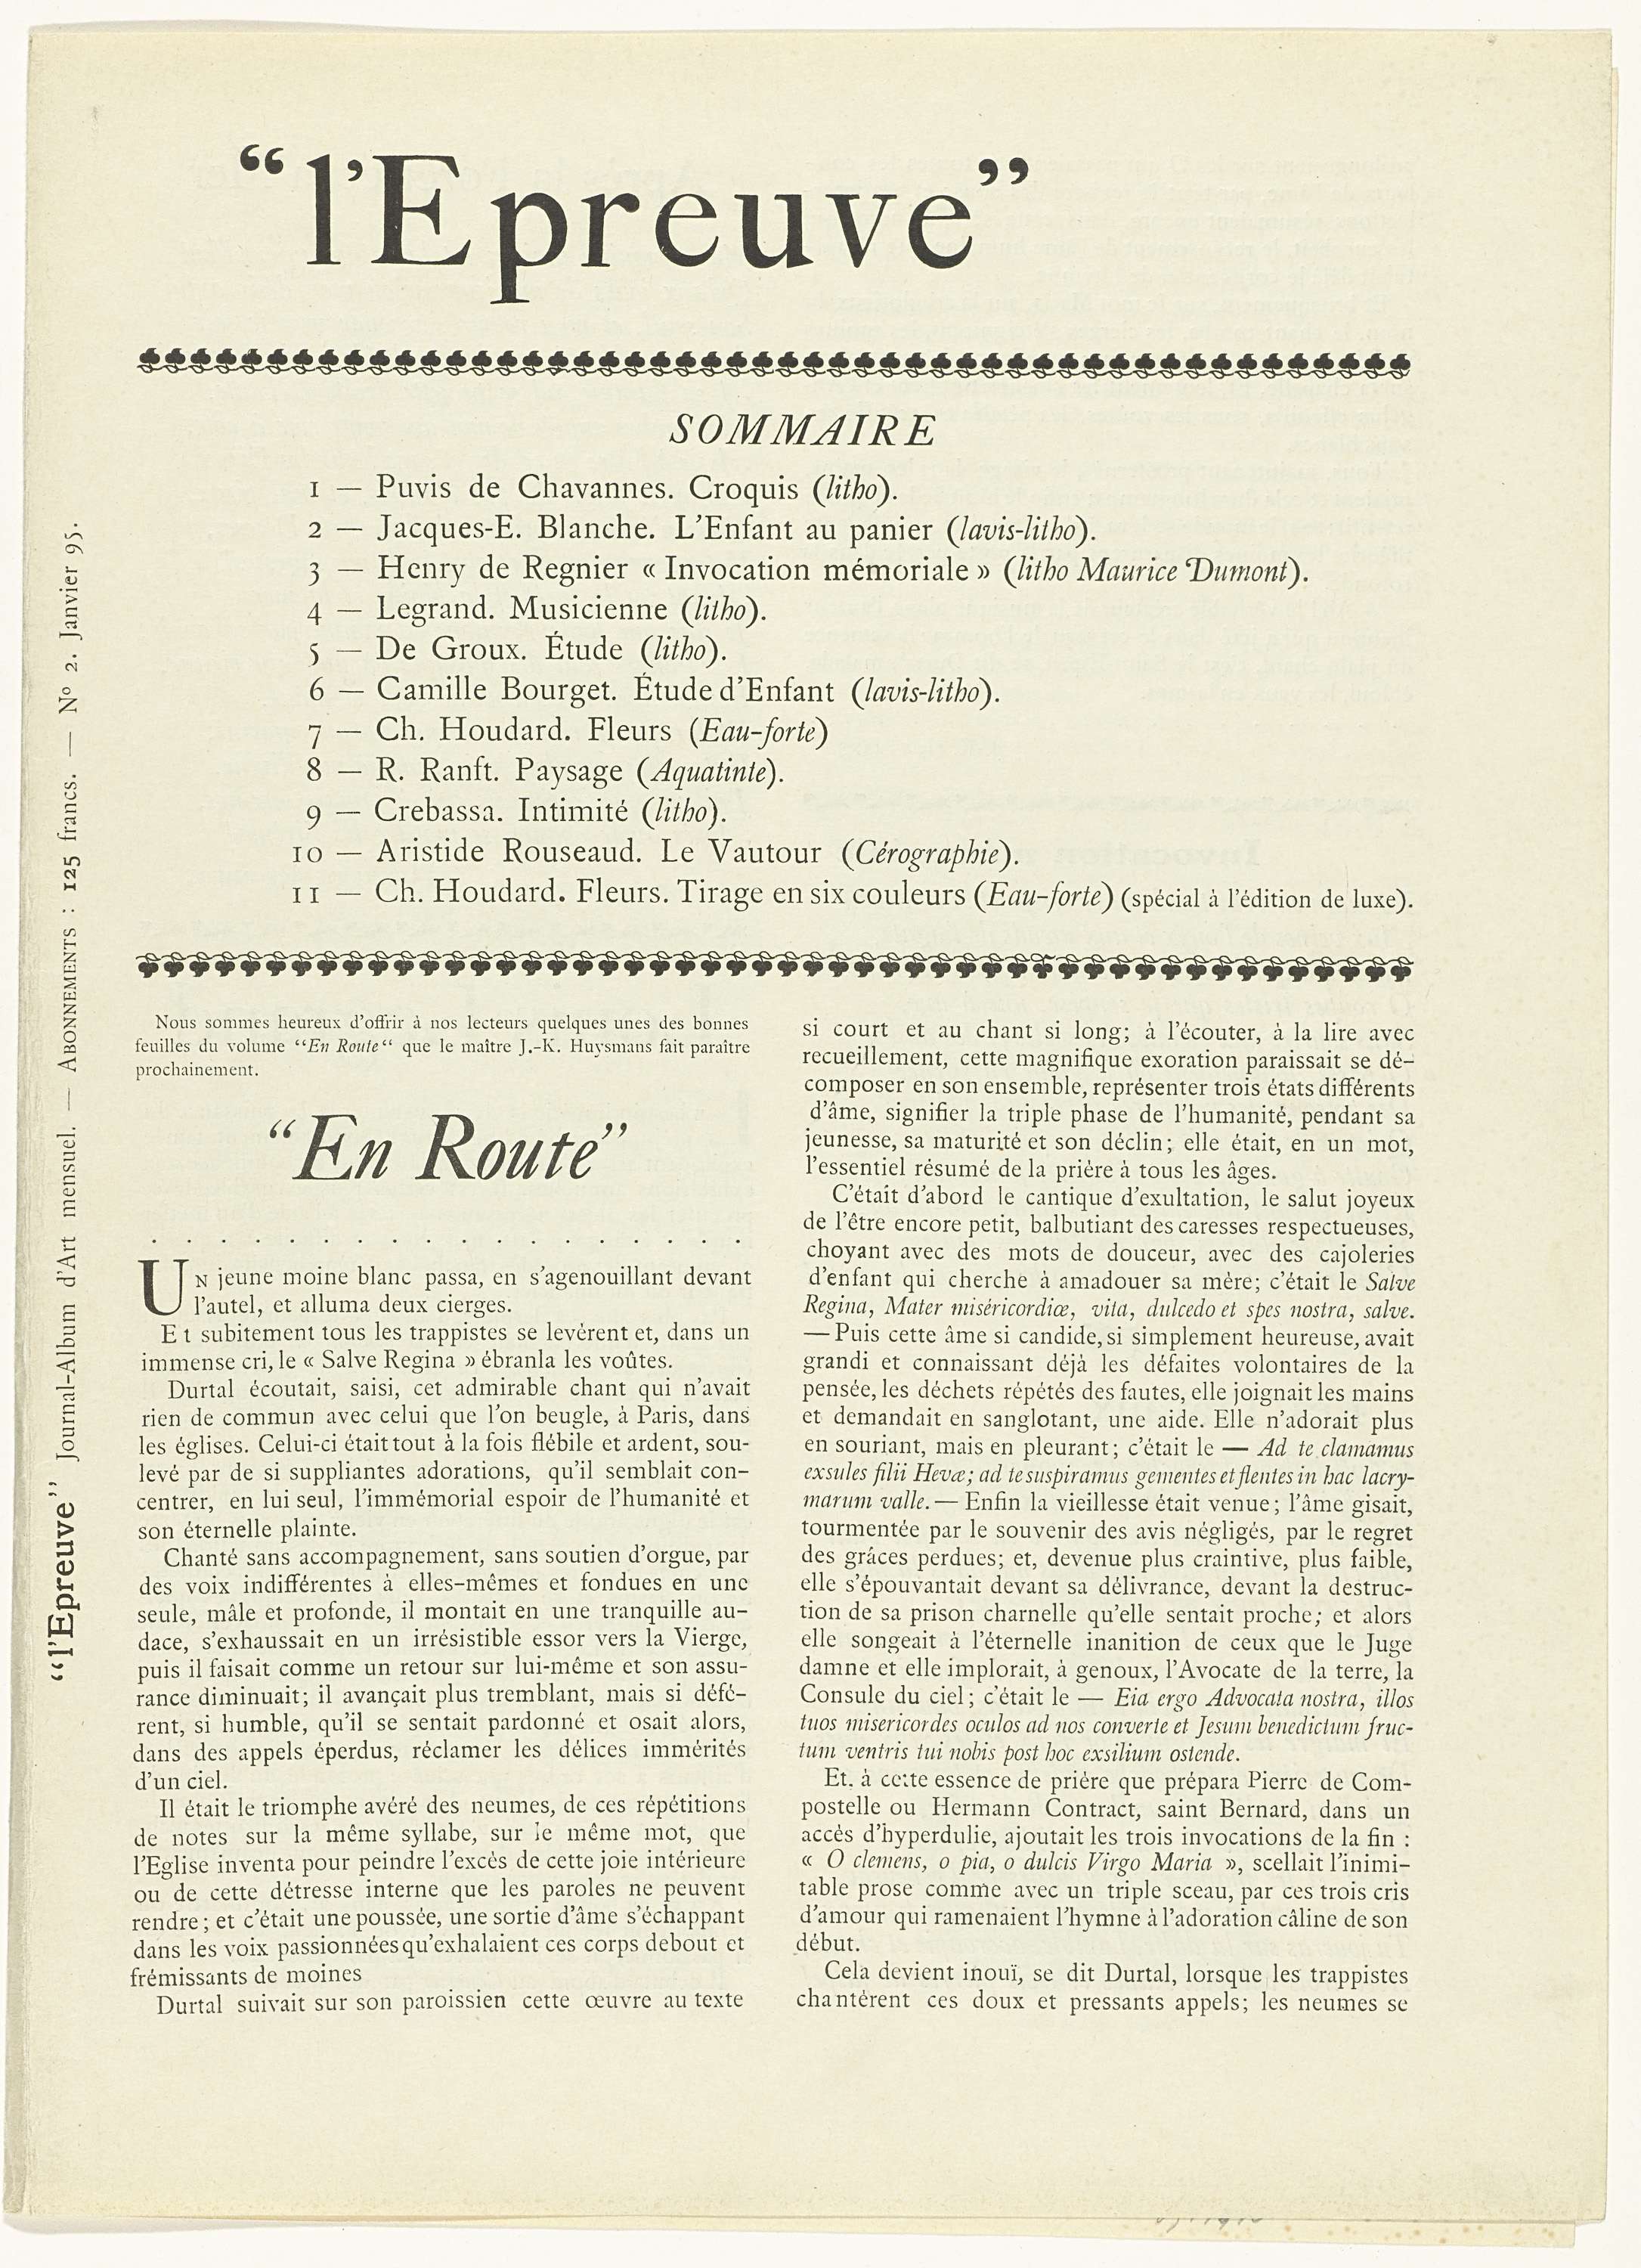 “l’Epreuve”
SOMMAIRE
1 — Puvis de Chavannes. Croquis (litho).
2 — Jacques-E. Blanche. L’Enfant au panier (lavis-litho).
3 — Henry de Regnier « Invocation mémoriale » (litho Maurice Dumont).
4 — Legrand. Musicienne (litho).
5 — De Groux. Étude (litho).
6 — Camille Bourget. Étude d’Enfant (lavis-litho).
7 — Ch. Houdard. Fleurs (Eau-forte)
8 — R. Ranft. Paysage (Aquatinte).
9 — Crebassa. Intimité (litho).
10 — Aristide Rouseaud. Le Vautour (Cérographie).
11 — Ch. Houdard. Fleurs. Tirage en six couleurs (Eau-forte) (spécial à l’édition de luxe).
“l’Epreuve” Journal-Album d’Art mensuel. — ABONNEMENTS : 125 francs. — Nº 2. Janvier 95.
Nous sommes heureux d’offrir à nos lecteurs quelques unes des bonnes
feuilles du volume “En Route“ que le maître J.-K. Huysmans fait paraître
prochainement.
“En Route”
. . . . . . . . . . . . . . . . . .
UN jeune moine blanc passa, en s’agenouillant devant
l’autel, et alluma deux cierges.
Et subitement tous les trappistes se levèrent et, dans un
immense cri, le « Salve Regina » ébranla les voûtes.
Durtal écoutait, saisi, cet admirable chant qui n’avait
rien de commun avec celui que l’on beugle, à Paris, dans
les églises. Celui-ci était tout à la fois flébile et ardent, sou-
levé par de si suppliantes adorations, qu’il semblait con-
centrer, en lui seul, l’immémorial espoir de l’humanité et
son éternelle plainte.
Chanté sans accompagnement, sans soutien d’orgue, par
des voix indifférentes à elles-mêmes et fondues en une
seule, mâle et profonde, il montait en une tranquille au-
dace, s’exhaussait en un irrésistible essor vers la Vierge,
puis il faisait comme un retour sur lui-même et son assu-
rance diminuait; il avançait plus tremblant, mais si défé-
rent, si humble, qu’il se sentait pardonné et osait alors,
dans des appels éperdus, réclamer les délices immérités
d’un ciel.
Il était le triomphe avéré des neumes, de ces répétitions
de notes sur la même syllabe, sur le même mot, que
l’Eglise inventa pour peindre l’excès de cette joie intérieure
ou de cette détresse interne que les paroles ne peuvent
rendre; et c’était une poussée, une sortie d’âme s’échappant
dans les voix passionnées qu’exhalaient ces corps debout et
frémissants de moines
Durtal suivait sur son paroissien cette œuvre au texte
si court et au chant si long; à l’écouter, à la lire avec
recueillement, cette magnifique exoration paraissait se dé-
composer en son ensemble, représenter trois états différents
d’âme, signifier la triple phase de l’humanité, pendant sa
jeunesse, sa maturité et son déclin; elle était, en un mot,
l’essentiel résumé de la prière à tous les âges.
C’était d’abord le cantique d’exultation, le salut joyeux
de l’être encore petit, balbutiant des caresses respectueuses,
choyant avec des mots de douceur, avec des cajoleries
d’enfant qui cherche à amadouer sa mère; c’était le Salve
Regina, Mater miséricordiæ, vita, dulcedo et spes nostra, salve.
— Puis cette âme si candide, si simplement heureuse, avait
grandi et connaissant déjà les défaites volontaires de la
pensée, les déchets répétés des fautes, elle joignait les mains
et demandait en sanglotant, une aide. Elle n’adorait plus
en souriant, mais en pleurant; c’était le — Ad te clamamus
exsules filii Hevæ; ad te suspiramus gementes et flentes in hac lacry-
marum valle. — Enfin la vieillesse était venue; l’âme gisait,
tourmentée par le souvenir des avis négligés, par le regret
des grâces perdues; et, devenue plus craintive, plus faible,
elle s’épouvantait devant sa délivrance, devant la destruc-
tion de sa prison charnelle qu’elle sentait proche; et alors
elle songeait à l’éternelle inanition de ceux que le Juge
damne et elle implorait, à genoux, l’Avocate de la terre, la
Consule du ciel; c’était le — Eia ergo Advocata nostra, illos
tuos misericordes oculos ad nos converte et Jesum benedictum fruc-
tum ventris tui nobis post hoc exsilium ostende.
Et, à cette essence de prière que prépara Pierre de Com-
postelle ou Hermann Contract, saint Bernard, dans un
accès d’hyperdulie, ajoutait les trois invocations de la fin :
« O clemens, o pia, o dulcis Virgo Maria », scellait l’inimi-
table prose comme avec un triple sceau, par ces trois cris
d’amour qui ramenaient l’hymne à l’adoration câline de son
début.
Cela devient inouï, se dit Durtal, lorsque les trappistes
chantèrent ces doux et pressants appels; les neumes se